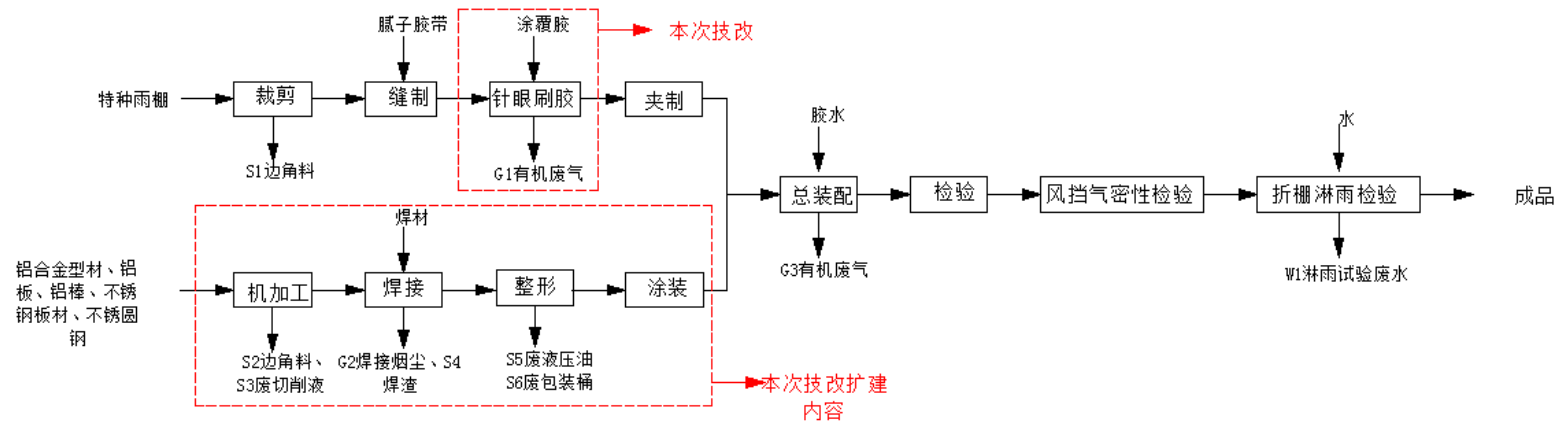 腻子胶带
涂覆胶
本次技改
特种雨棚
裁剪
缝制
针眼刷胶
夹制
S1边角料
G1有机废气
胶水
水
总装配
检验
风挡气密性检验
折棚淋雨检验
成品
G3有机废气
W1淋雨试验废水
焊材
铝合金型材、铝
板、铝棒、不锈
钢板材、不锈圆
钢
机加工
焊接
整形
涂装
S2边角料、
S3废切削液
G2焊接烟尘、S4
焊渣
S5废液压油
S6废包装桶
本次技改扩建
内容